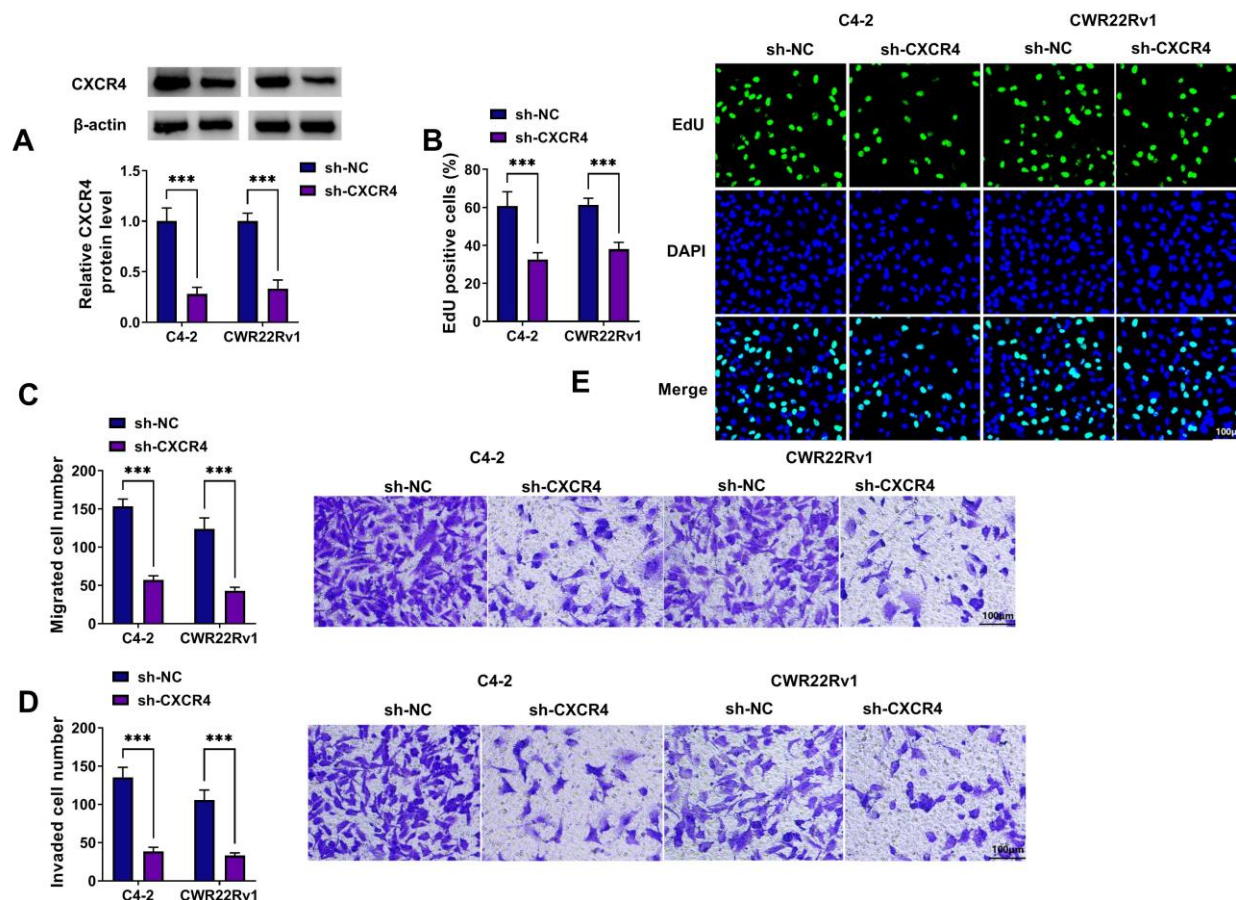 C4-2 CWR22Rv1
sh-NC sh-CXCR4 sh-NC sh-CXCR4
EdU
DAPI
Merge
100μ
A
CXCR4
β-actin
sh-NC
sh-CXCR4
Relative CXCR4
protein level
1.5
1.0
0.5
0.0
*** ***
C4-2 CWR22Rv1
B
sh-NC
sh-CXCR4
EdU positive cells (%)
80
60
40
20
0
*** ***
C4-2 CWR22Rv1
E
C
sh-NC
sh-CXCR4
Migrated cell number
200
150
100
50
0
*** ***
C4-2 CWR22Rv1
C4-2 CWR22Rv1
sh-NC sh-CXCR4 sh-NC sh-CXCR4
100μm
D
sh-NC
sh-CXCR4
Invaded cell number
200
150
100
50
0
*** ***
C4-2 CWR22Rv1
C4-2 CWR22Rv1
sh-NC sh-CXCR4 sh-NC sh-CXCR4
100μm